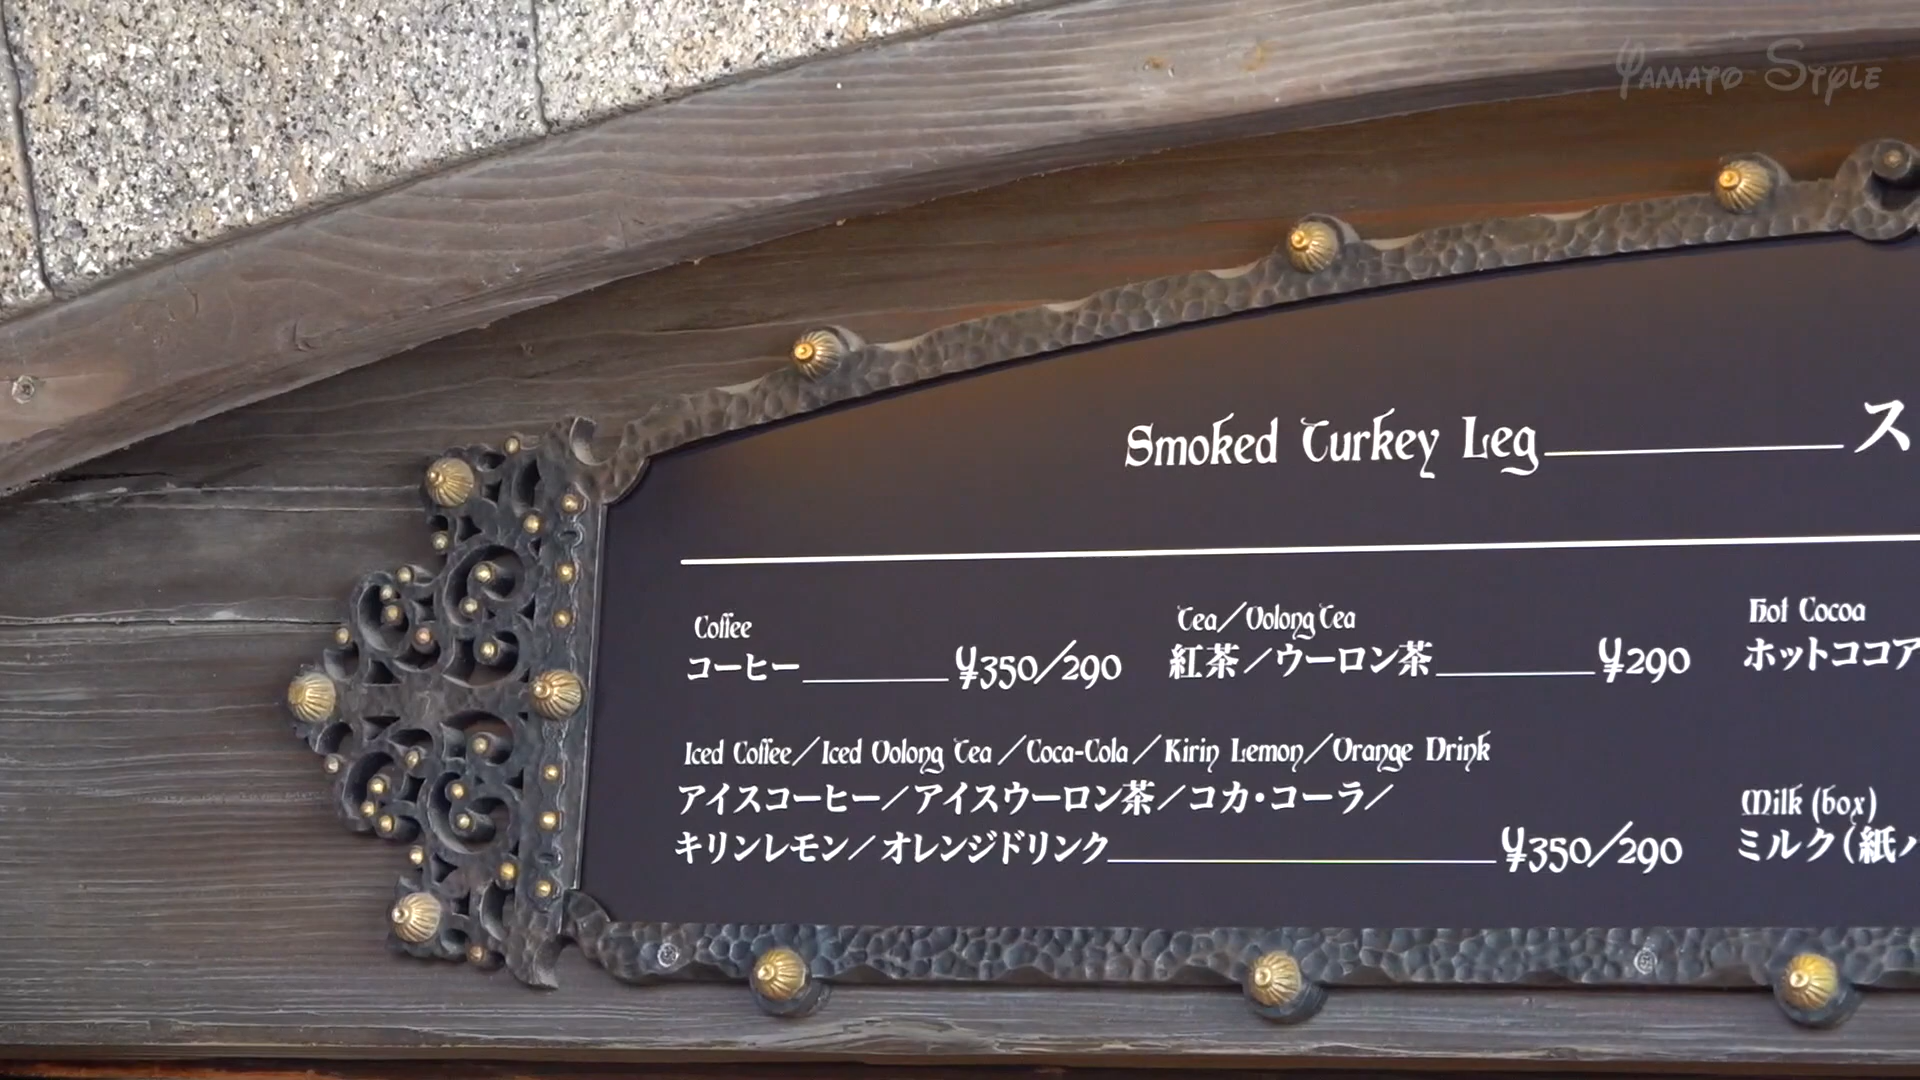 Yamato Style
Smoked Turkey Leg ス
Coffee
コーヒー ¥350/290
Tea/Oolong Tea
紅茶/ウーロン茶 ¥290
Hot Cocoa
ホットココア
Iced Coffee/Iced Oolong Tea/Coca-Cola/Kirin Lemon/Orange Drink
アイスコーヒー/アイスウーロン茶/コカ・コーラ/
キリンレモン/オレンジドリンク ¥350/290
Milk (box)
ミルク(紙